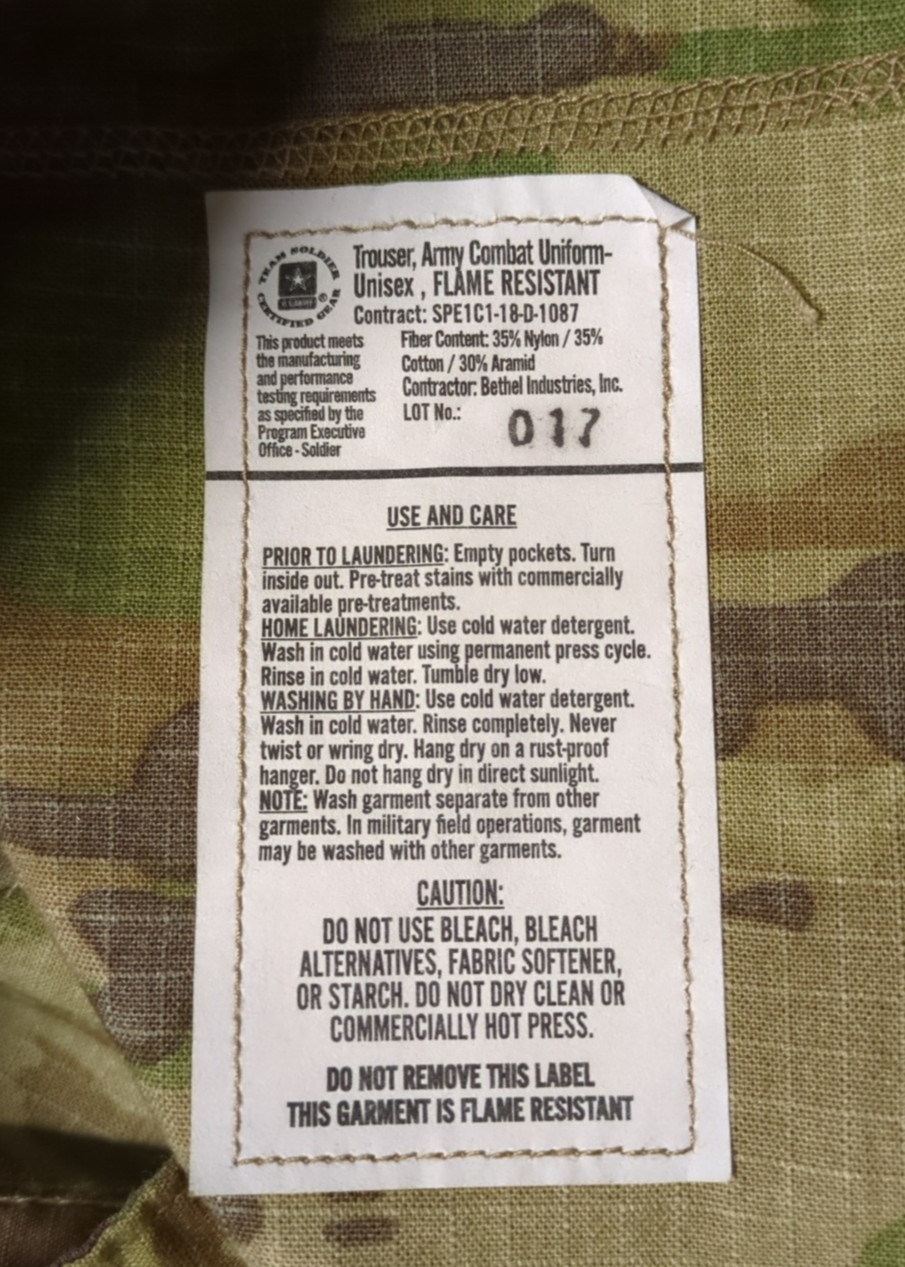 TEAM SOLDIER
CERTIFIED GEAR
®
Trouser, Army Combat Uniform-
Unisex , FLAME RESISTANT
Contract: SPE1C1-18-D-1087
This product meets
the manufacturing
and performance
testing requirements
as specified by the
Program Executive
Office - Soldier
Fiber Content: 35% Nylon / 35%
Cotton / 30% Aramid
Contractor: Bethel Industries, Inc.
LOT No.: 017
USE AND CARE
PRIOR TO LAUNDERING: Empty pockets. Turn
inside out. Pre-treat stains with commercially
available pre-treatments.
HOME LAUNDERING: Use cold water detergent.
Wash in cold water using permanent press cycle.
Rinse in cold water. Tumble dry low.
WASHING BY HAND: Use cold water detergent.
Wash in cold water. Rinse completely. Never
twist or wring dry. Hang dry on a rust-proof
hanger. Do not hang dry in direct sunlight.
NOTE: Wash garment separate from other
garments. In military field operations, garment
may be washed with other garments.
CAUTION:
DO NOT USE BLEACH, BLEACH
ALTERNATIVES, FABRIC SOFTENER,
OR STARCH. DO NOT DRY CLEAN OR
COMMERCIALLY HOT PRESS.
DO NOT REMOVE THIS LABEL
THIS GARMENT IS FLAME RESISTANT